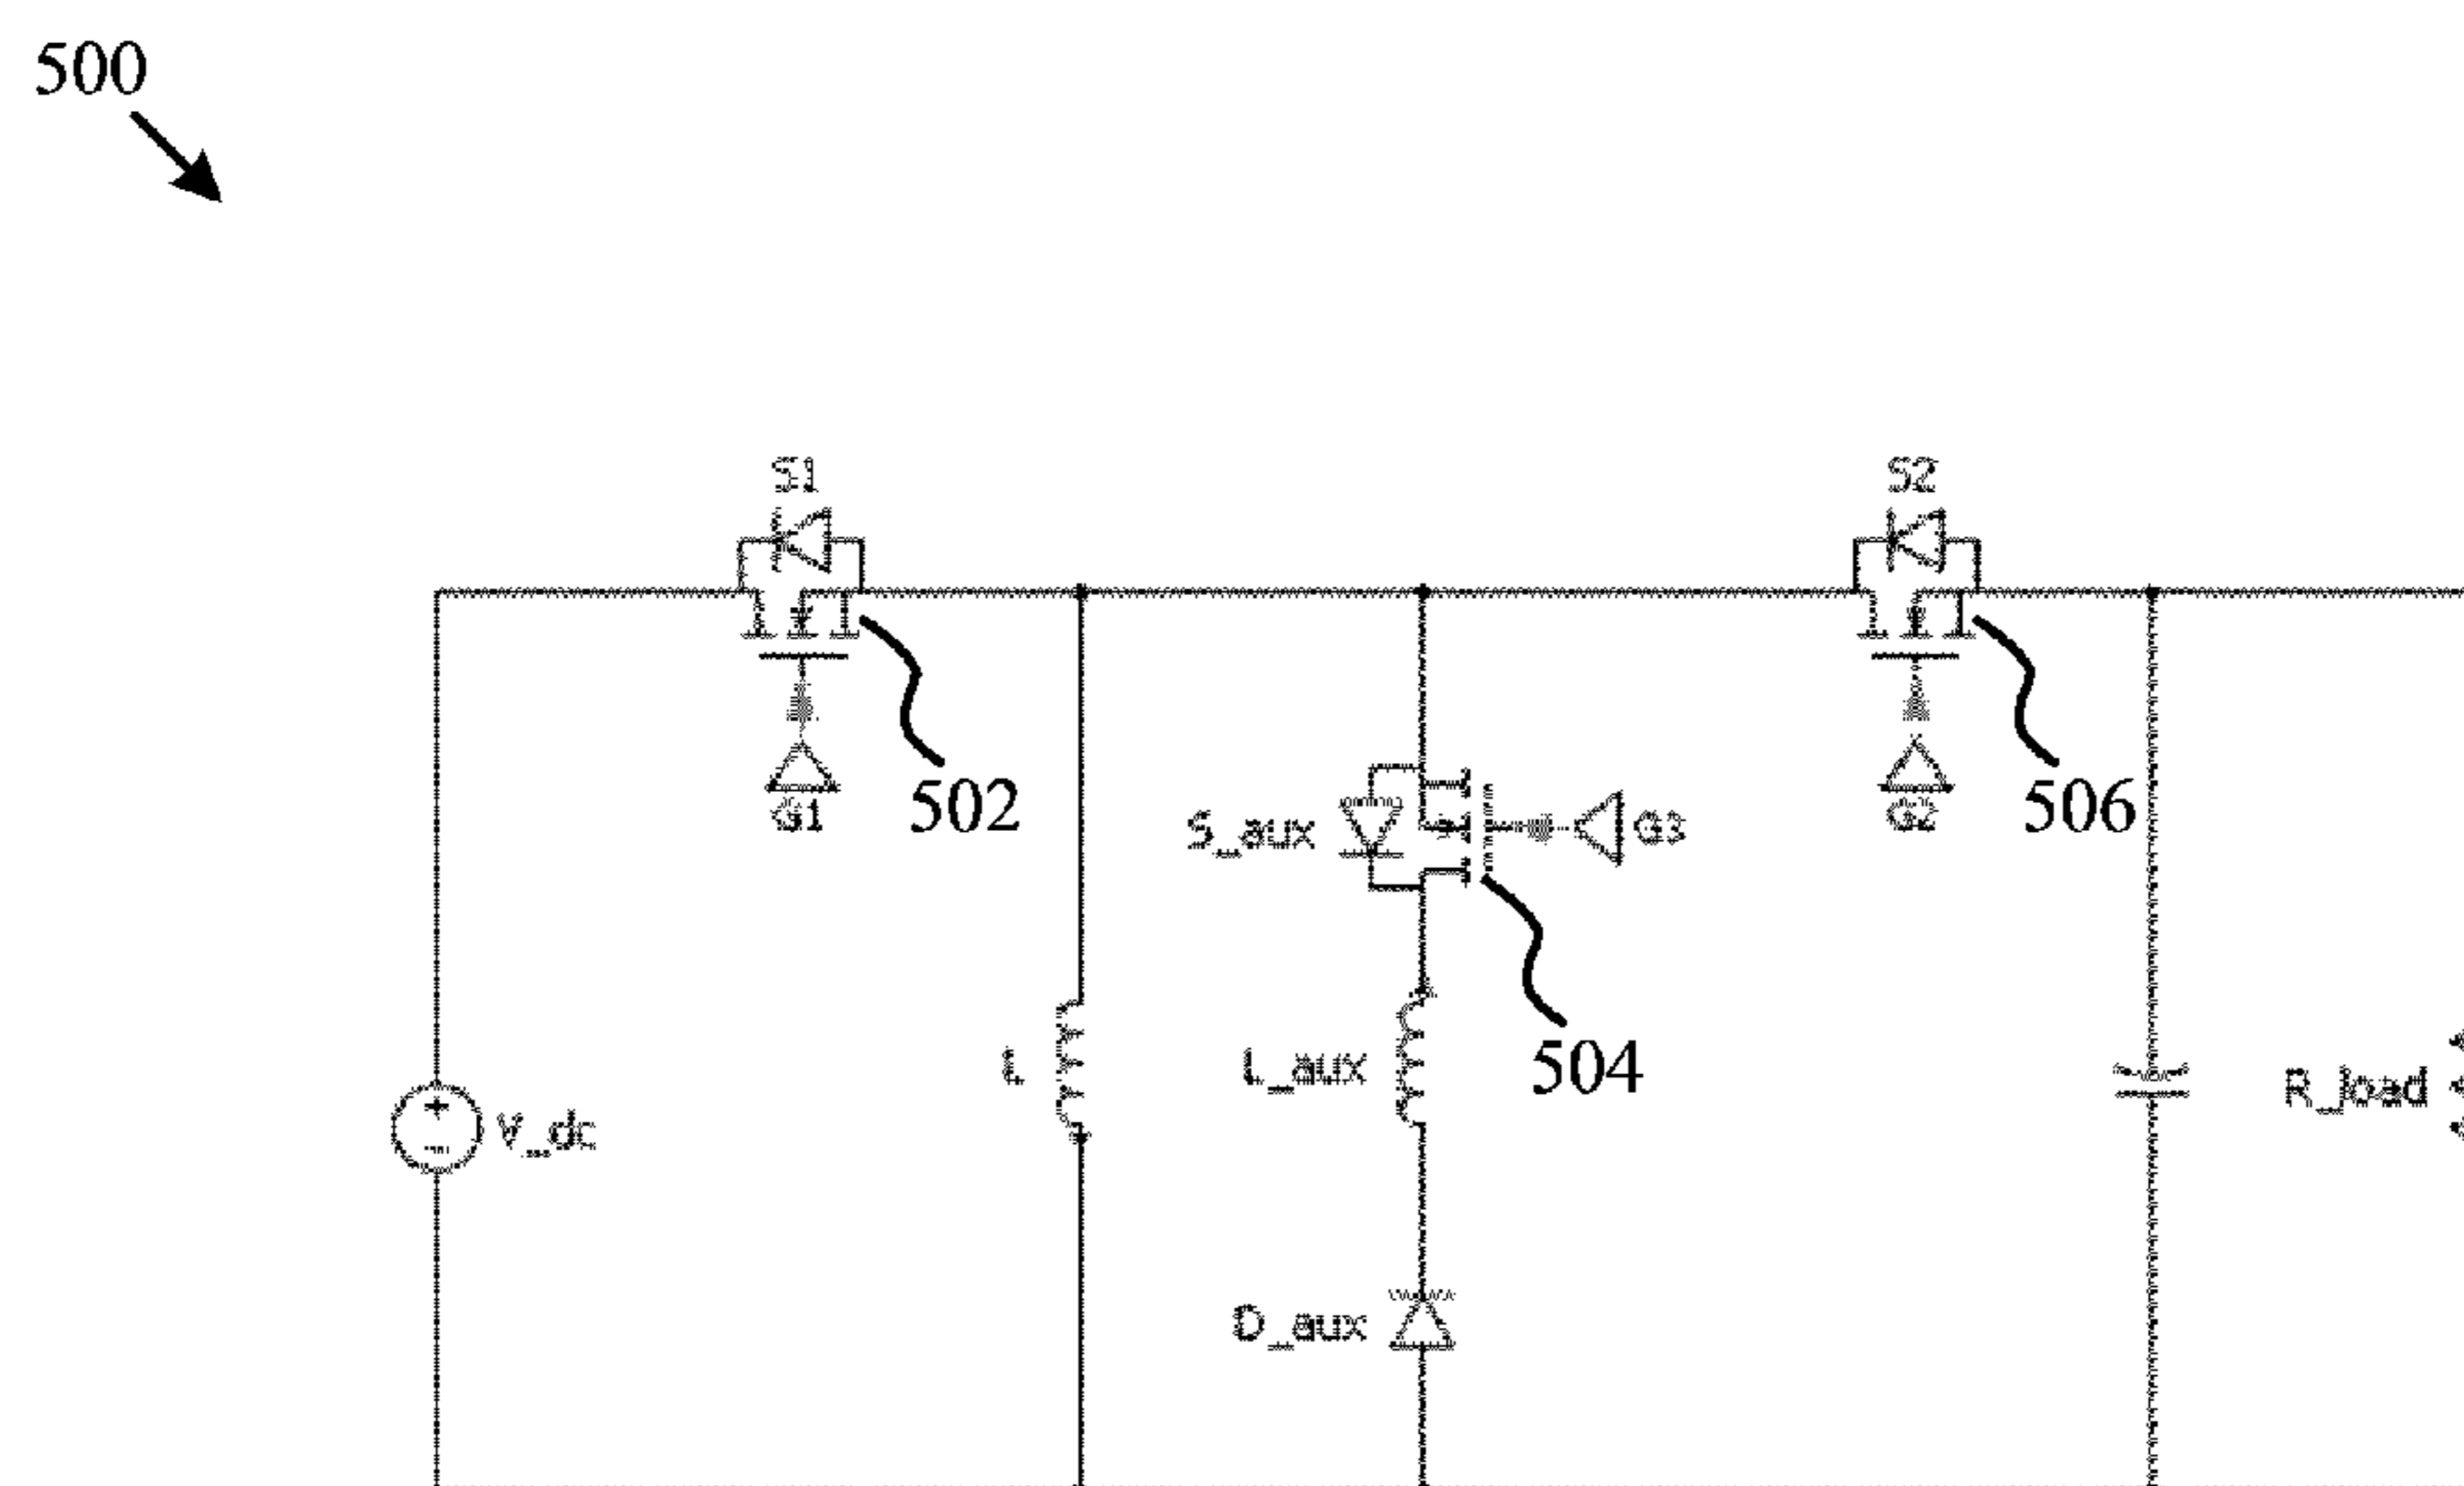 500
S1
S2
G1
502
G2
506
S_aux
G3
L
L_aux
504
+
-
V_dc
R_load
D_aux